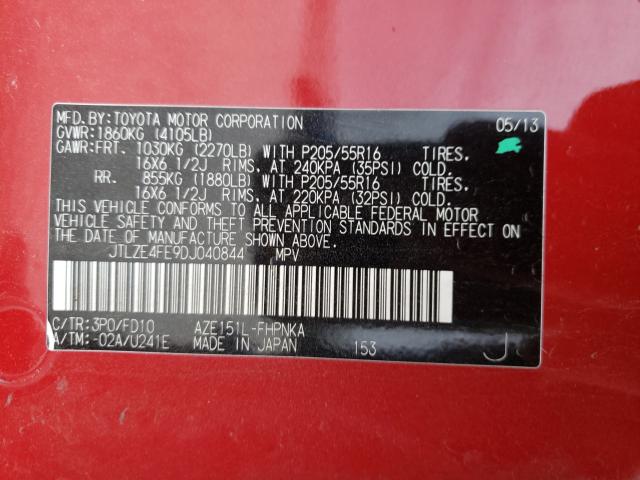 MFD.BY:TOYOTA MOTOR CORPORATION 05/13
GVWR:1860KG (4105LB)
GAWR:FRT. 1030KG (2270LB) WITH P205/55R16 TIRES,
16X6 1/2J RIMS, AT 240KPA (35PSI) COLD.
RR. 855KG (1880LB) WITH P205/55R16 TIRES,
16X6 1/2J RIMS, AT 220KPA (32PSI) COLD.
THIS VEHICLE CONFORMS TO ALL APPLICABLE FEDERAL MOTOR
VEHICLE SAFETY AND THEFT PREVENTION STANDARDS IN EFFECT ON
THE DATE OF MANUFACTURE SHOWN ABOVE.
JTLZE4FE9DJ040844 MPV
C/TR:3P0/FD10 AZE151L-FHPNKA
A/TM:-02A/U241E MADE IN JAPAN 153 J